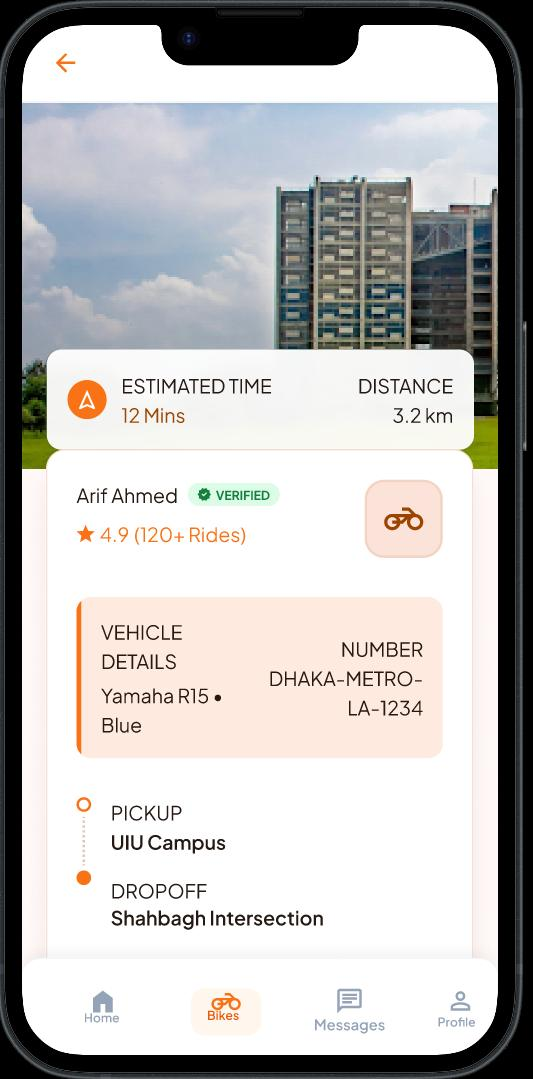 ESTIMATED TIME
DISTANCE
12 Mins
3.2 km
Arif Ahmed
VERIFIED
4.9 (120+ Rides)
VEHICLE
DETAILS
Yamaha R15 •
Blue
NUMBER
DHAKA-METRO-
LA-1234
PICKUP
UIU Campus
DROPOFF
Shahbagh Intersection
Home
Bikes
Messages
Profile